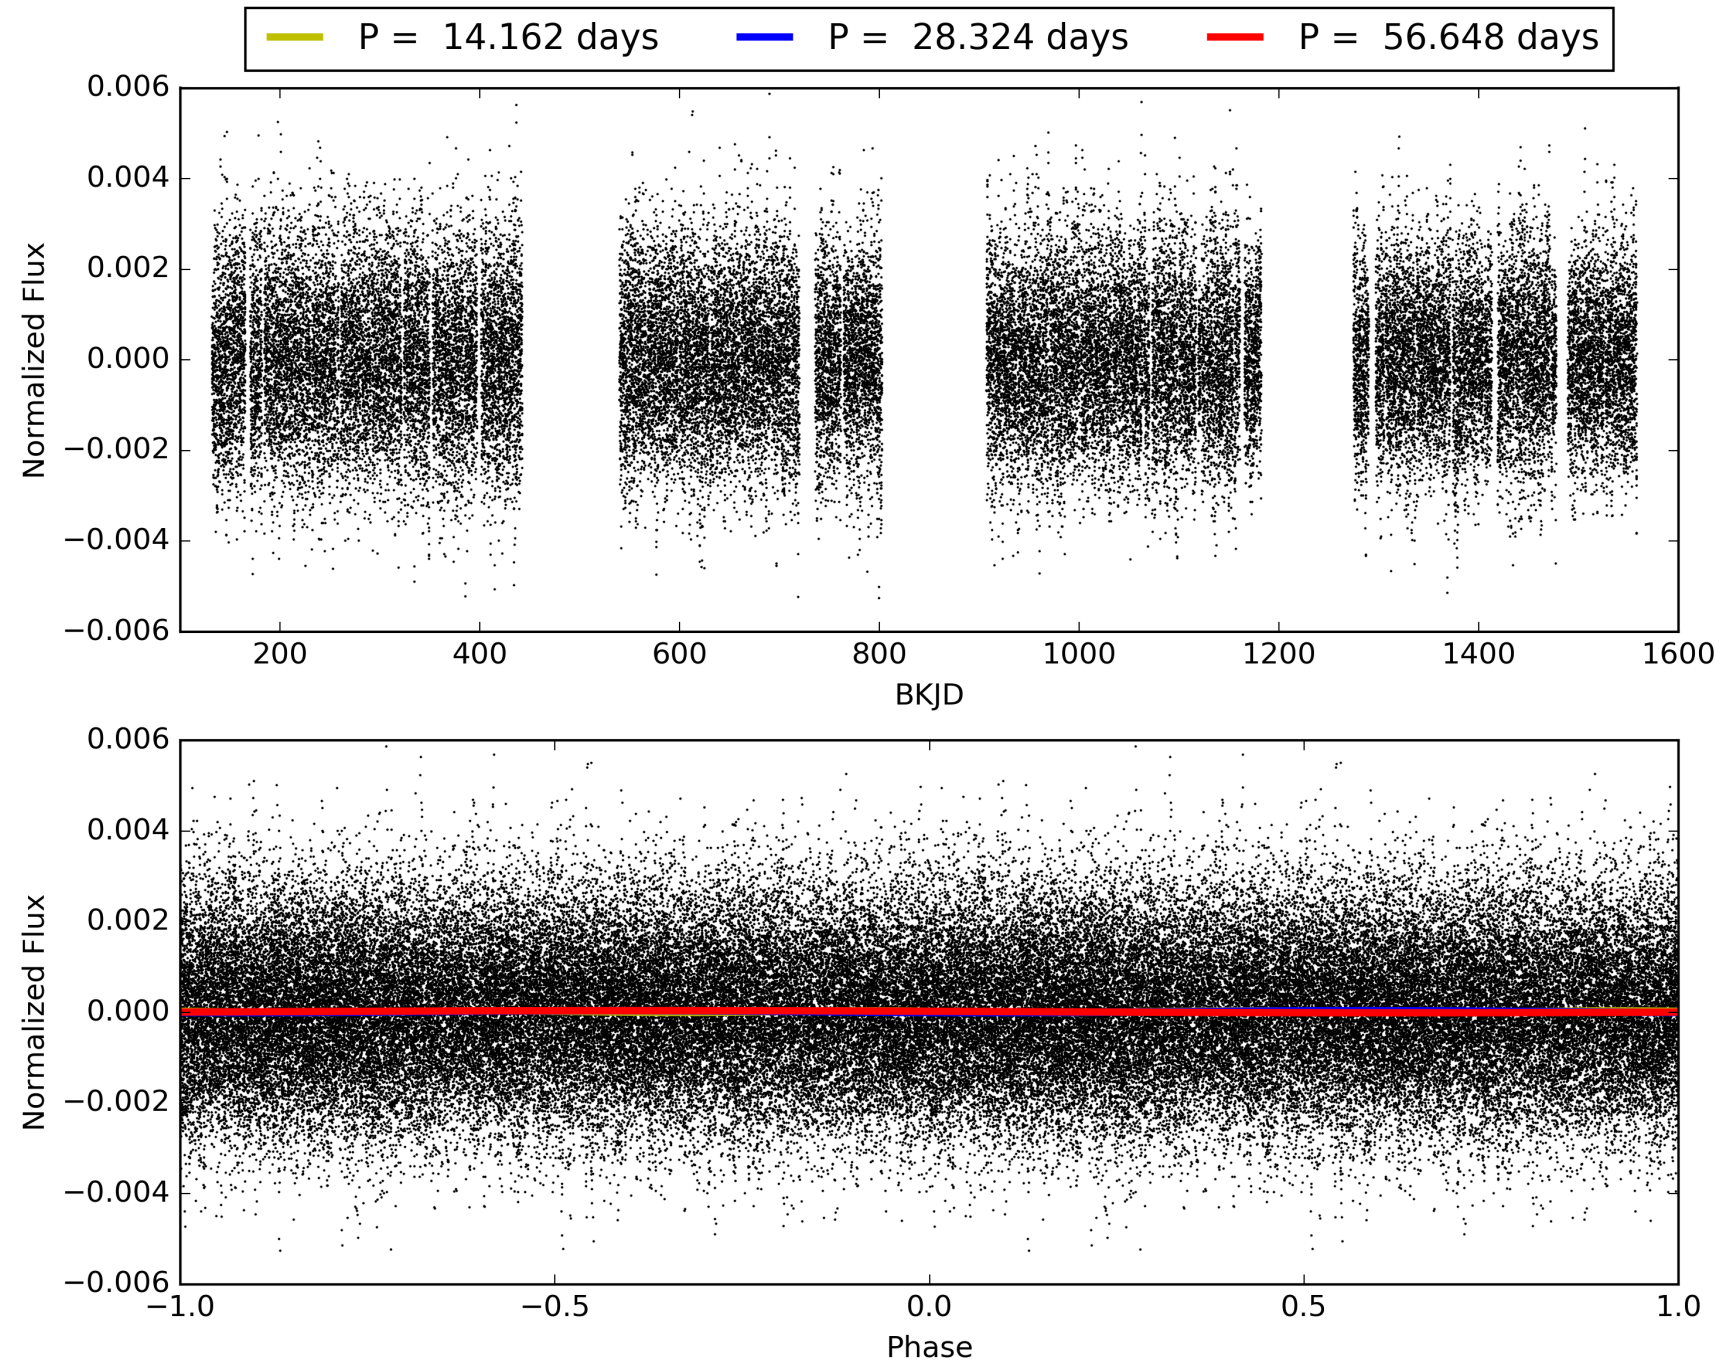 P = 14.162 days P = 28.324 days P = 56.648 days
0.006
0.004
0.002
0.000
−0.002
−0.004
−0.006
Normalized Flux
200 400 600 800 1000 1200 1400 1600
BKJD
0.006
0.004
0.002
0.000
−0.002
−0.004
−0.006
Normalized Flux
−1.0 −0.5 0.0 0.5 1.0
Phase